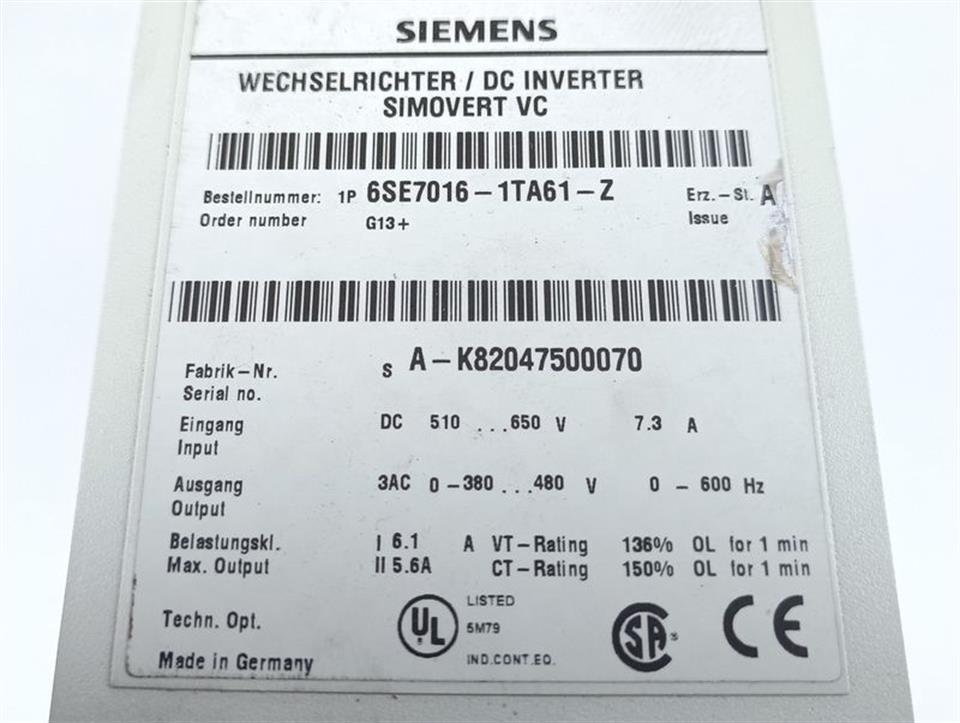 SIEMENS
WECHSELRICHTER / DC INVERTER
SIMOVERT VC
Bestellnummer: 1P 6SE7016-1TA61-Z Erz.-St. A
Order number G13+ Issue
Fabrik-Nr. S A-K82047500070
Serial no.
Eingang DC 510 ...650 V 7.3 A
Input
Ausgang 3AC 0-380 ...480 V 0 - 600 Hz
Output
Belastungskl. I 6.1 A VT-Rating 136% OL for 1 min
Max. Output II 5.6A CT-Rating 150% OL for 1 min
LISTED
Techn. Opt. UL 5M79 SA CE
Made in Germany IND.CONT.EQ.